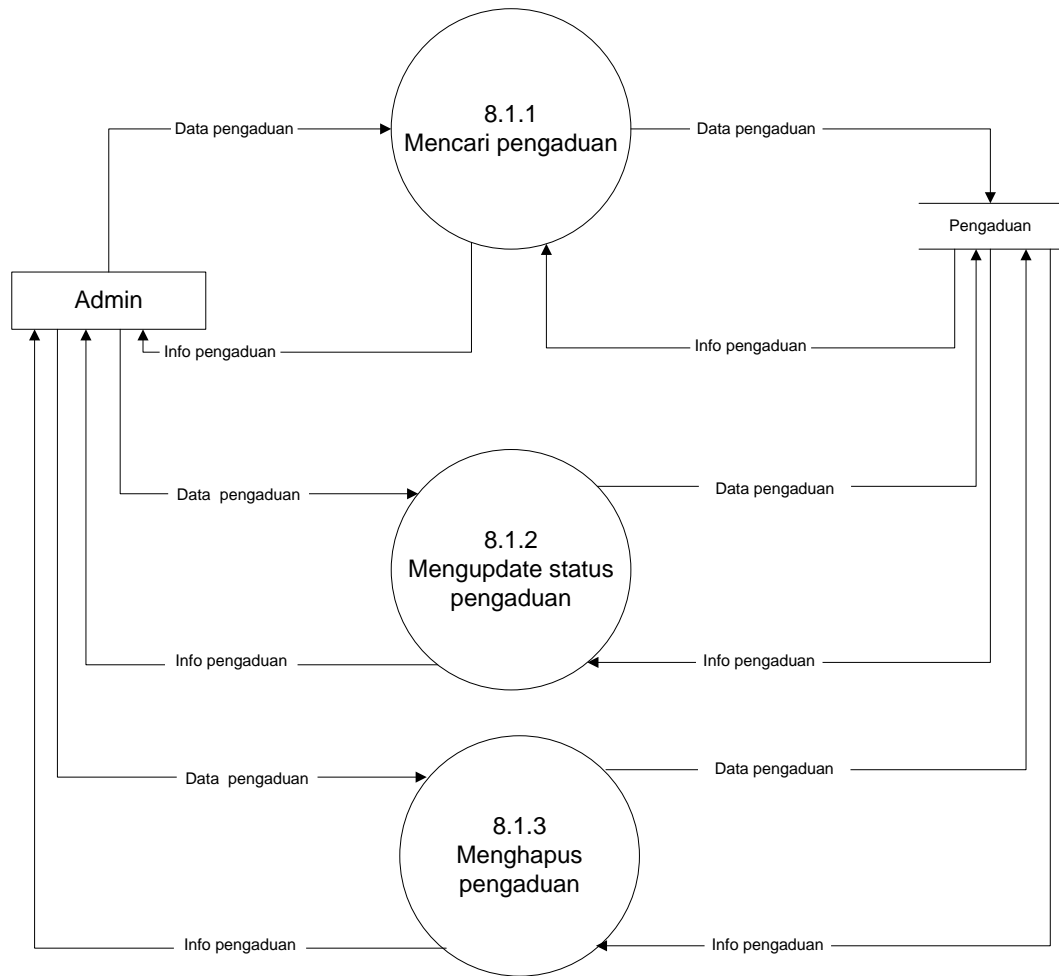 8.1.1
Mencari pengaduan
Data pengaduan
Data pengaduan
Pengaduan
Admin
Info pengaduan
Info pengaduan
Data  pengaduan
Data pengaduan
8.1.2
Mengupdate status
pengaduan
Info pengaduan
Info pengaduan
Data  pengaduan
Data pengaduan
8.1.3
Menghapus
pengaduan
Info pengaduan
Info pengaduan